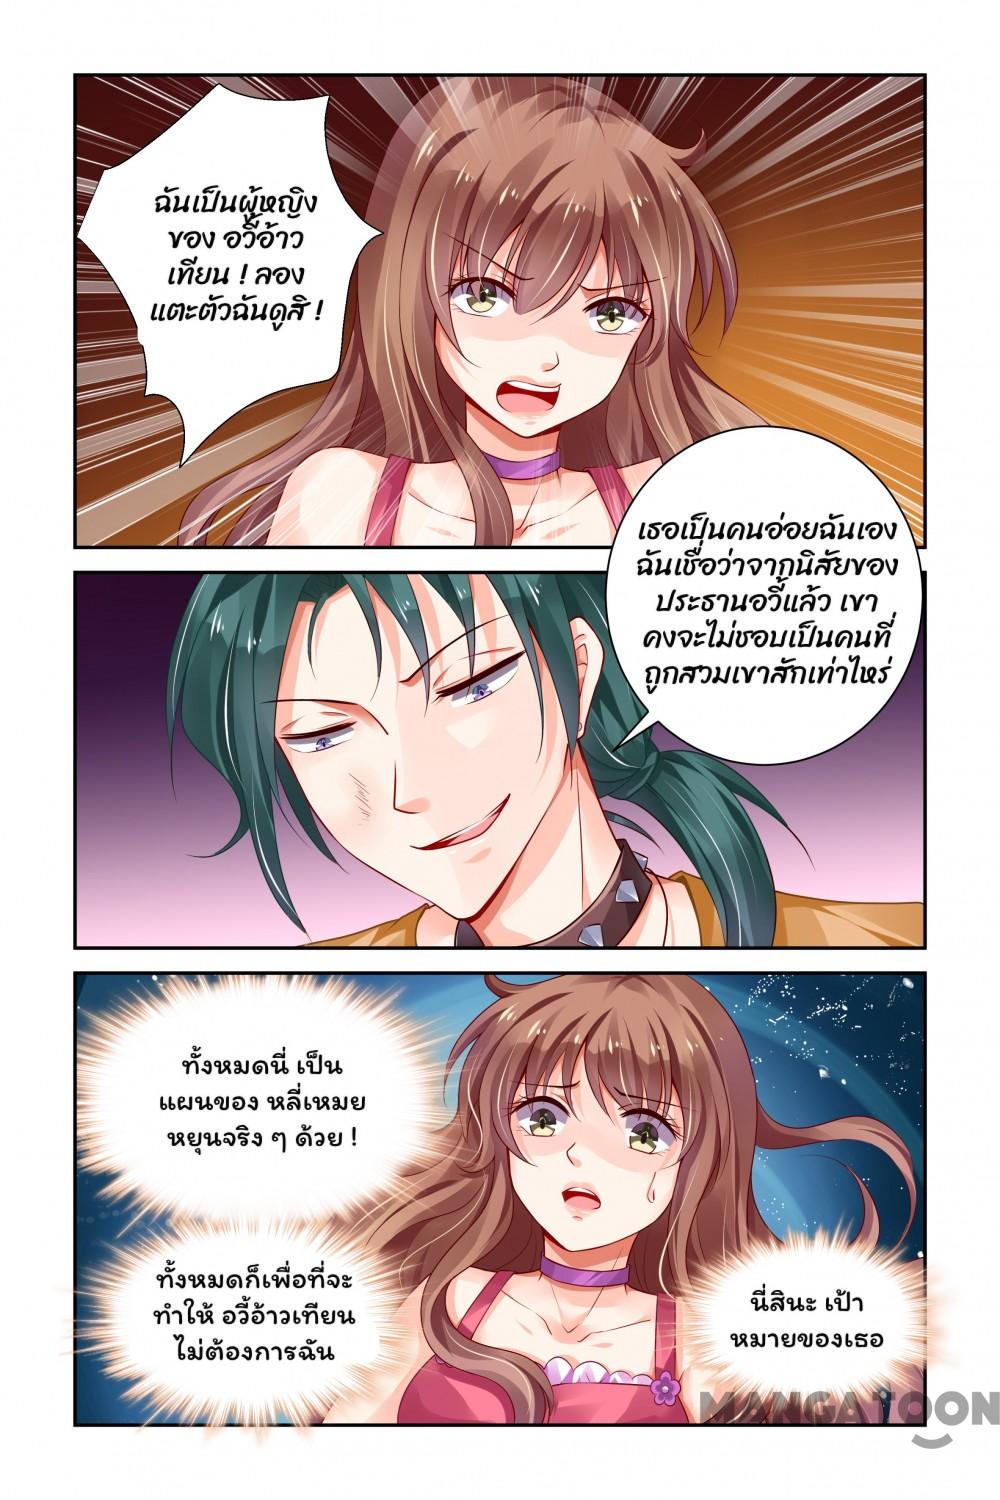 ฉันเป็นผู้หญิง
ของ อวี้อ้าว
เทียน ! ลอง
แตะตัวฉันดูสิ !
เธอเป็นคนอ่อยฉันเอง
ฉันเชื่อว่าจากนิสัยของ
ประธานอวี้แล้ว เขา
คงจะไม่ชอบเป็นคนที่
ถูกสวมเขาสักเท่าไหร่
ทั้งหมดนี่ เป็น
แผนของ หลี่เหมย
หยุนจริง ๆ ด้วย !
ทั้งหมดก็เพื่อที่จะ
ทำให้ อวี้อ้าวเทียน
ไม่ต้องการฉัน
นี่สินะ เป้า
หมายของเธอ
MANGATOON